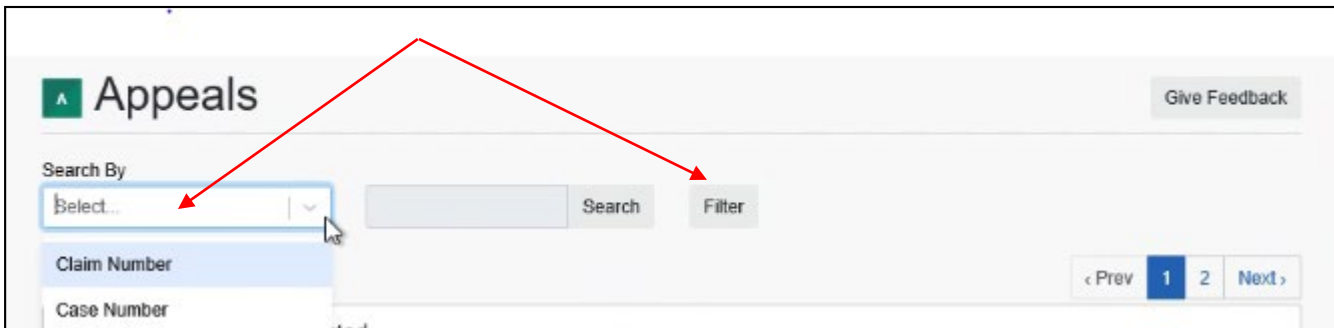 A Appeals
Give Feedback
Search By
Select...
Search
Filter
Claim Number
‹ Prev 1 2 Next ›
Case Number